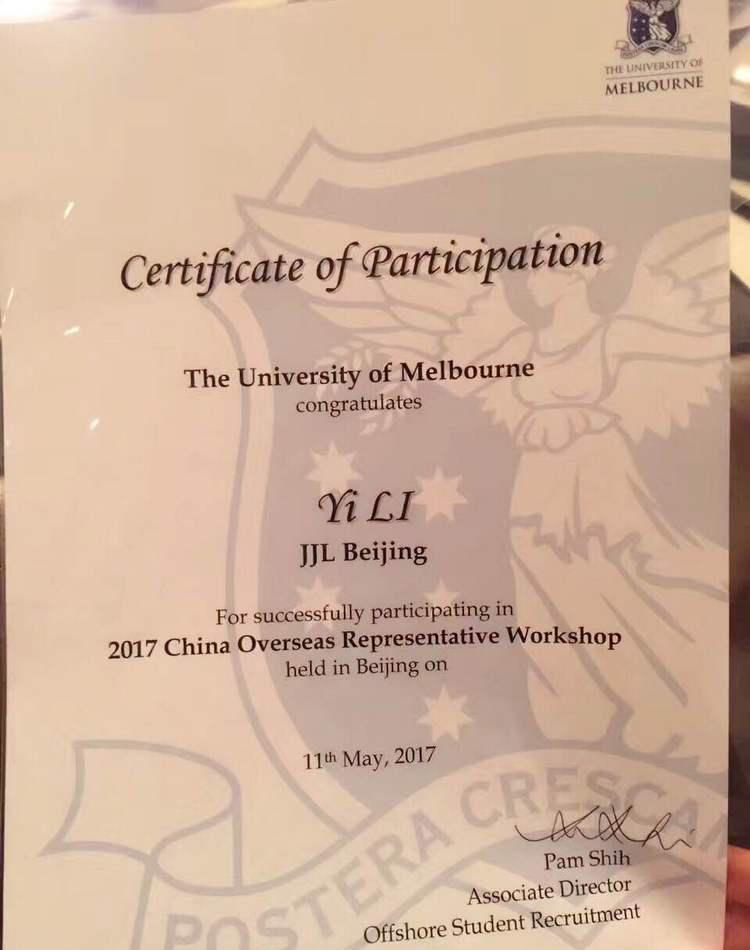 THE UNIVERSITY OF
MELBOURNE
Certificate of Participation
The University of Melbourne
congratulates
Yi LI
JJL Beijing
For successfully participating in
2017 China Overseas Representative Workshop
held in Beijing on
11th May, 2017
POSTERA CRESCAM
Pam Shih
Associate Director
Offshore Student Recruitment